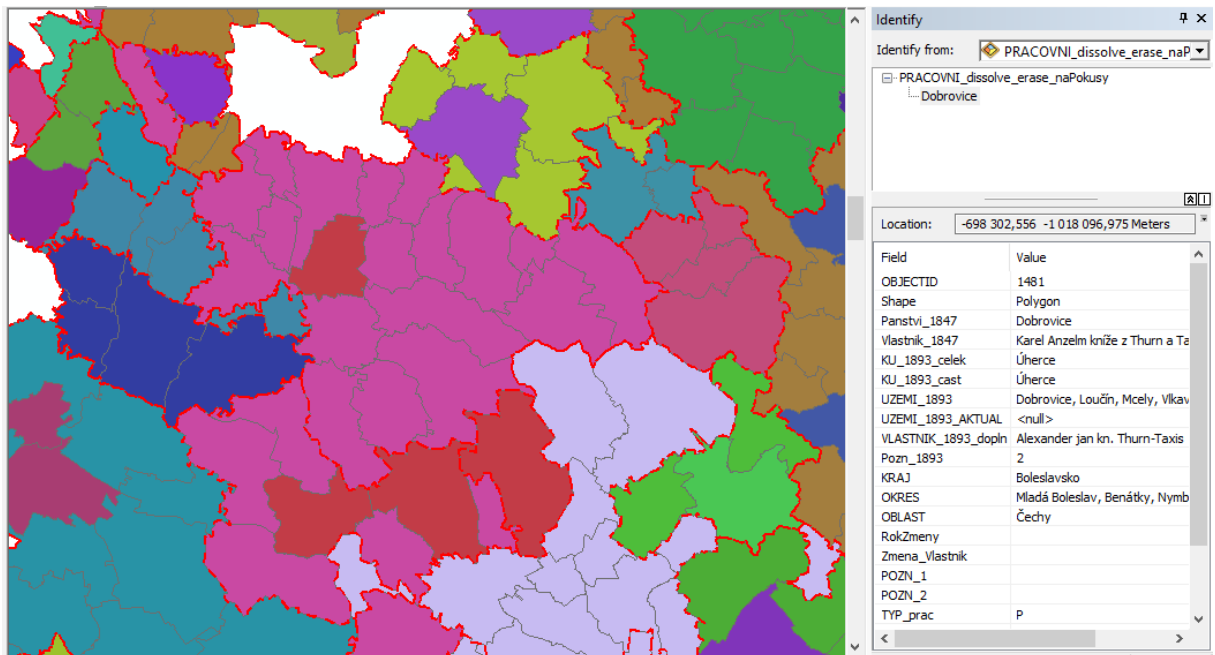 Identify
Identify from: PRACOVNI_dissolve_erase_naP
PRACOVNI_dissolve_erase_naPokusy
Dobrovice
Location: -698 302,556 -1 018 096,975 Meters
Field Value
OBJECTID 1481
Shape Polygon
Panstvi_1847 Dobrovice
Vlastnik_1847 Karel Anzelm kníže z Thurn a Ta
KU_1893_celek Úherce
KU_1893_cast Úherce
UZEMI_1893 Dobrovice, Loučín, Mcely, Vlkav
UZEMI_1893_AKTUAL <null>
VLASTNIK_1893_dopln Alexander jan kn. Thurn-Taxis
Pozn_1893 2
KRAJ Boleslavsko
OKRES Mladá Boleslav, Benátky, Nymb
OBLAST Čechy
RokZmeny
Zmena_Vlastnik
POZN_1
POZN_2
TYP_prac P